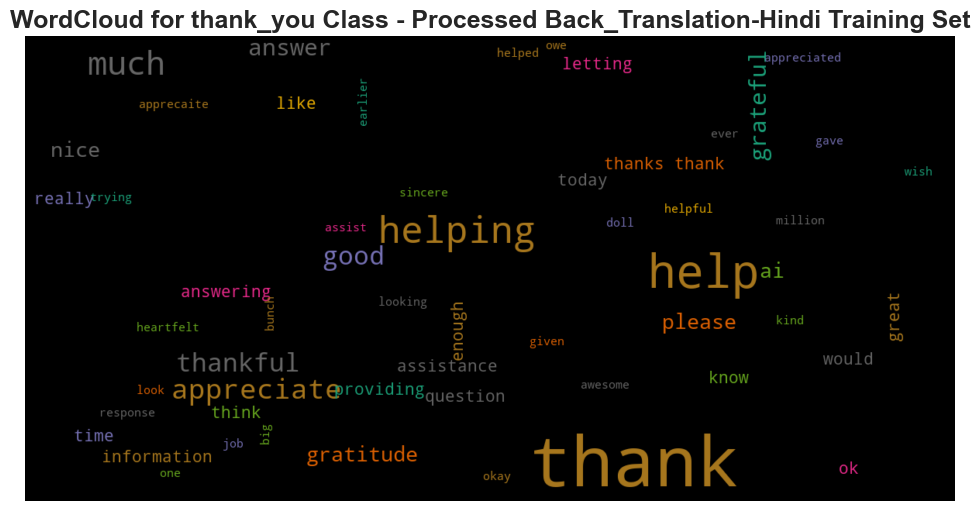 WordCloud for thank_you Class - Processed Back_Translation-Hindi Training Set
much
answer
helped
owe
letting
grateful
appreciated
apprecaite
like
earlier
nice
ever
gave
thanks thank
today
wish
really
trying
sincere
helpful
doll
million
assist
helping
good
help
ai
answering
bunch
looking
enough
great
heartfelt
please
kind
given
thankful
assistance
would
look
appreciate
providing
question
awesome
know
response
think
time
job
big
information
gratitude
thank
one
okay
ok